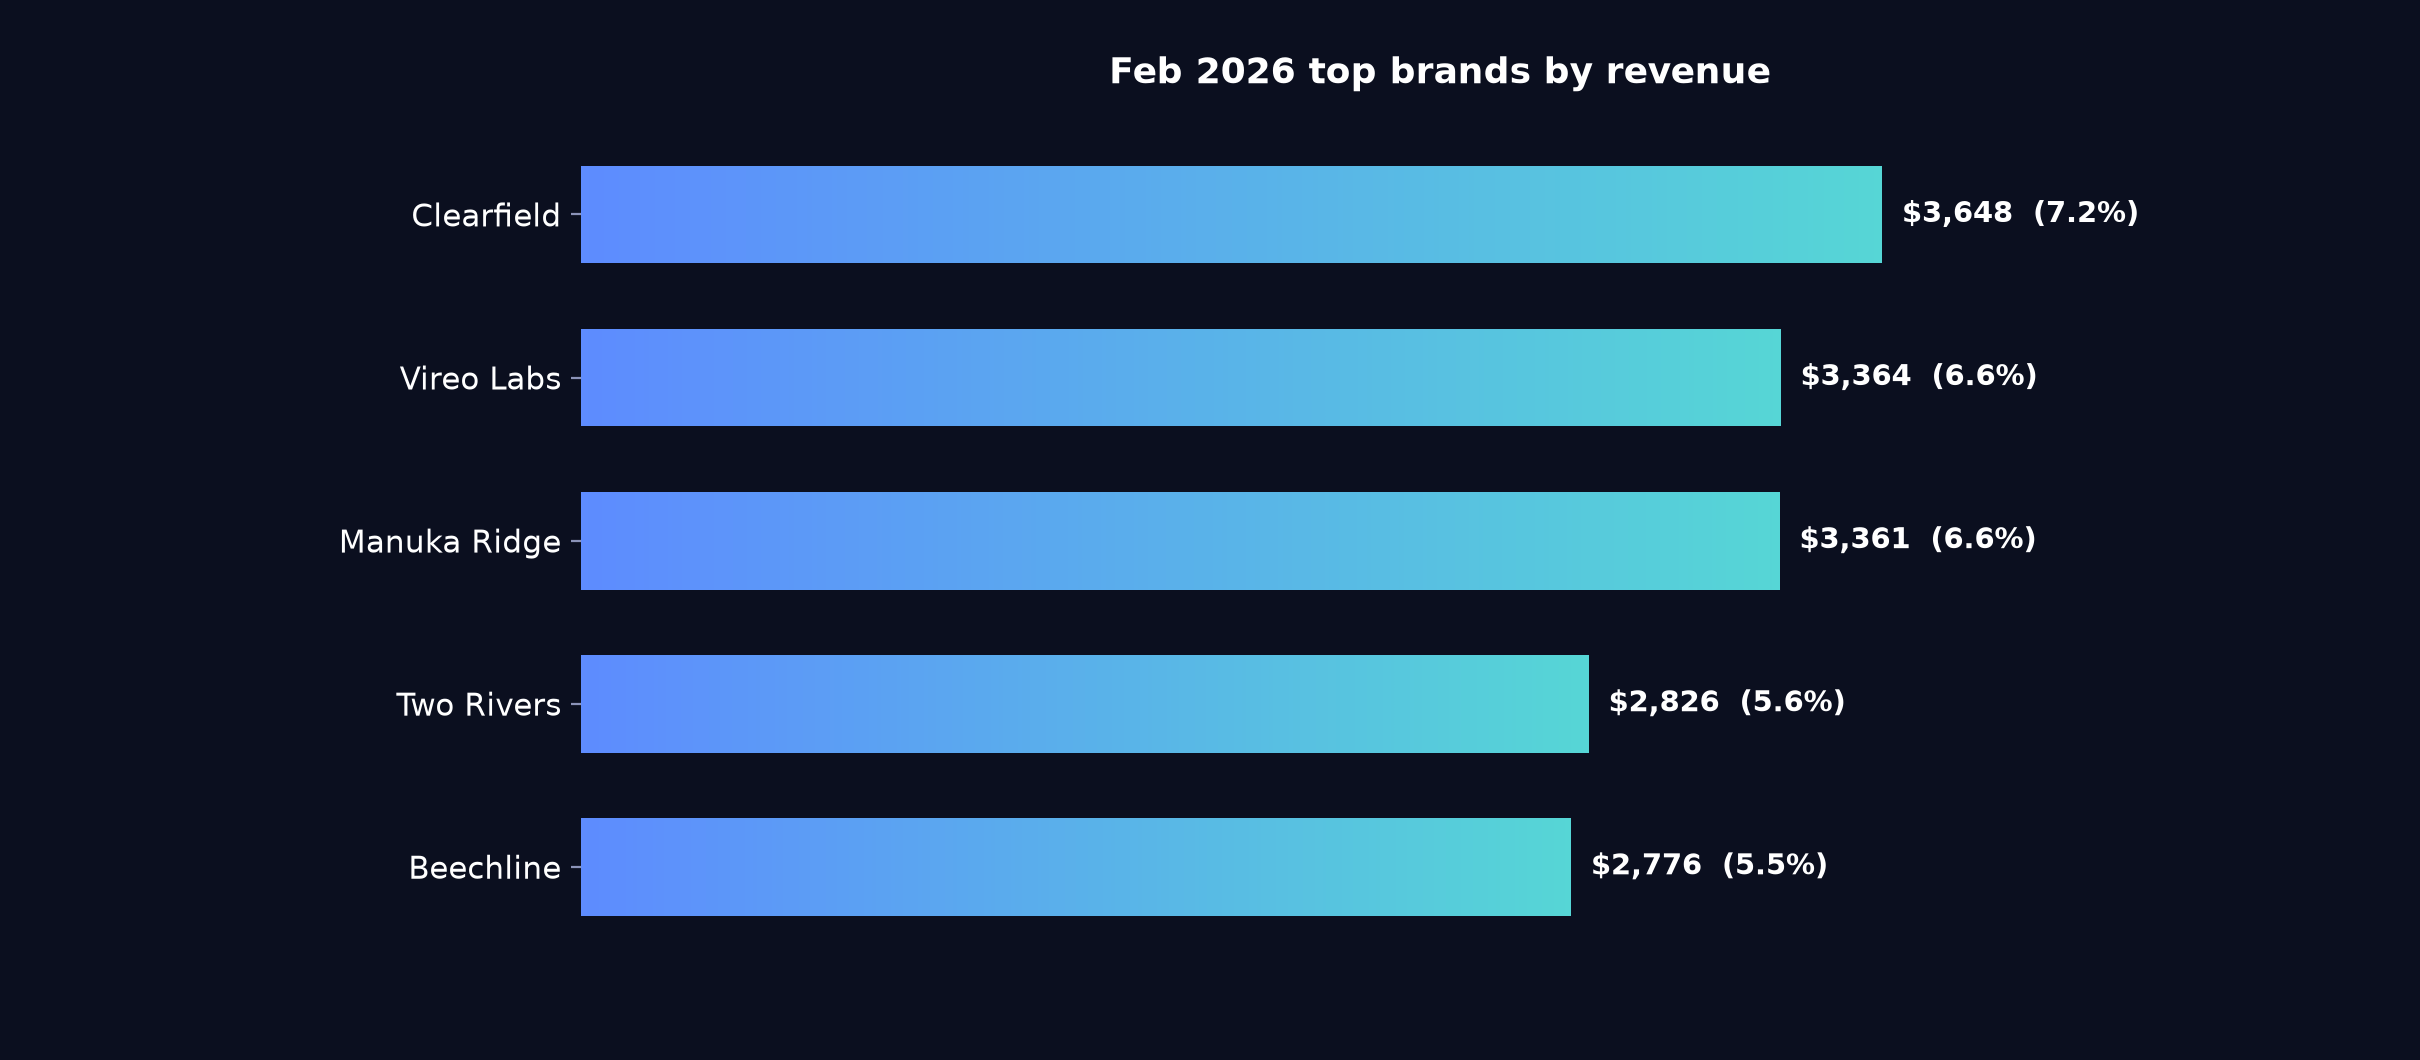 Feb 2026 top brands by revenue
Clearfield $3,648 (7.2%)
Vireo Labs $3,364 (6.6%)
Manuka Ridge $3,361 (6.6%)
Two Rivers $2,826 (5.6%)
Beechline $2,776 (5.5%)